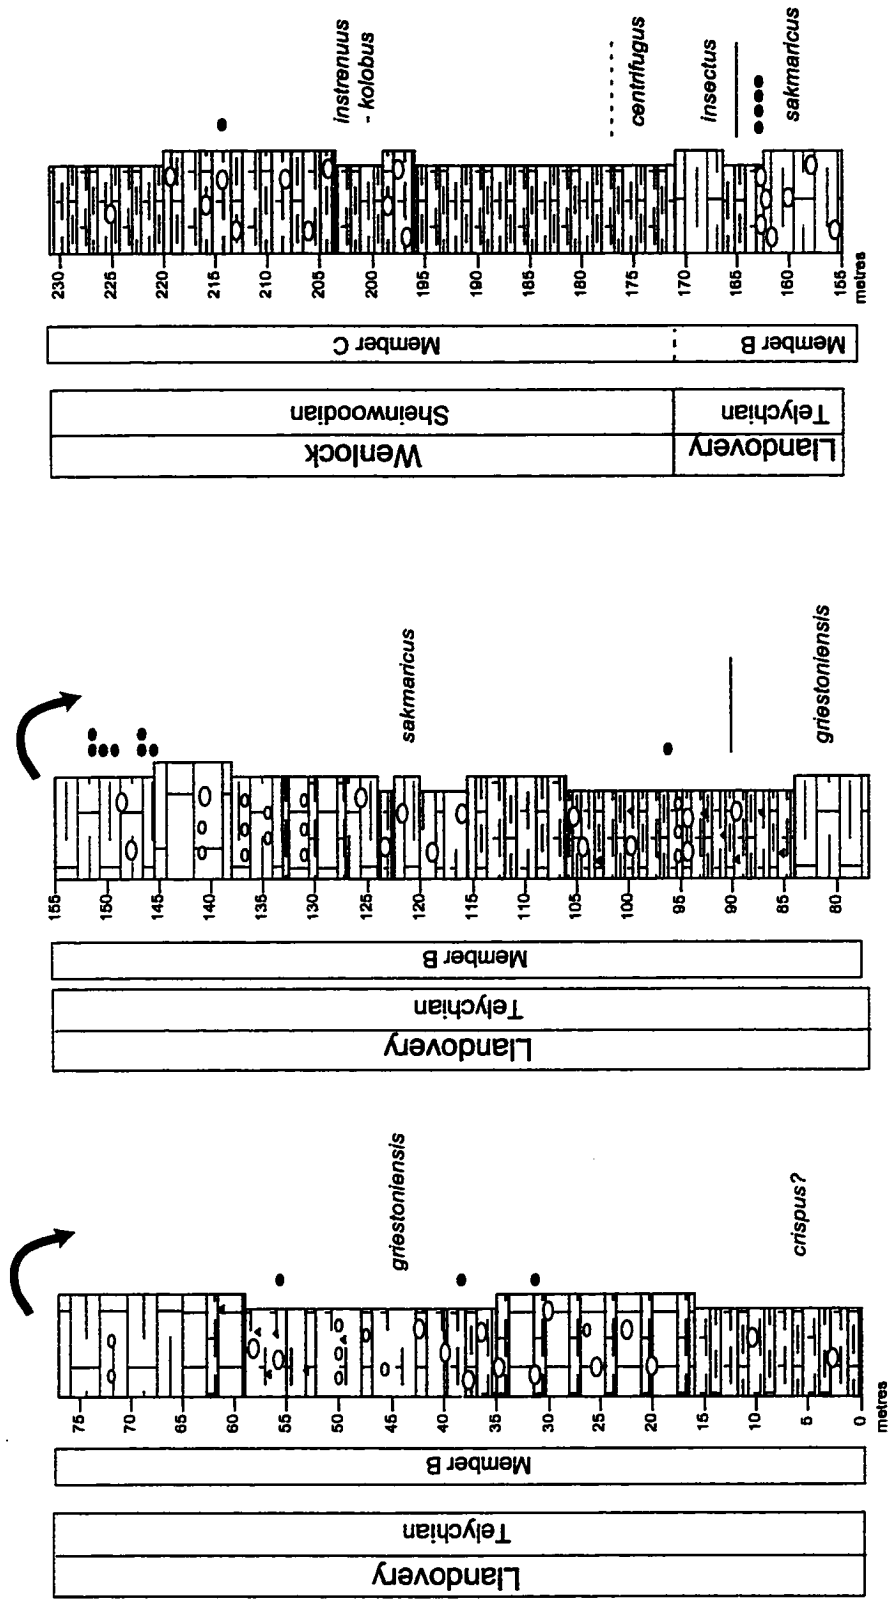 Llandovery
Telychian
Member B
75
70
65
60
55
50
45
40
35
30
25
20
15
10
5
0
metres
griestoniensis
crispus?
Llandovery
Telychian
Member B
155
150
145
140
135
130
125
120
115
110
105
100
95
90
85
80
sakmaricus
griestoniensis
Wenlock
Llandovery
Sheinwoodian
Telychian
Member C
Member B
230
225
220
215
210
205
200
195
190
185
180
175
170
165
160
155
metres
instrenuus
- kolobus
centrifugus
insectus
sakmaricus